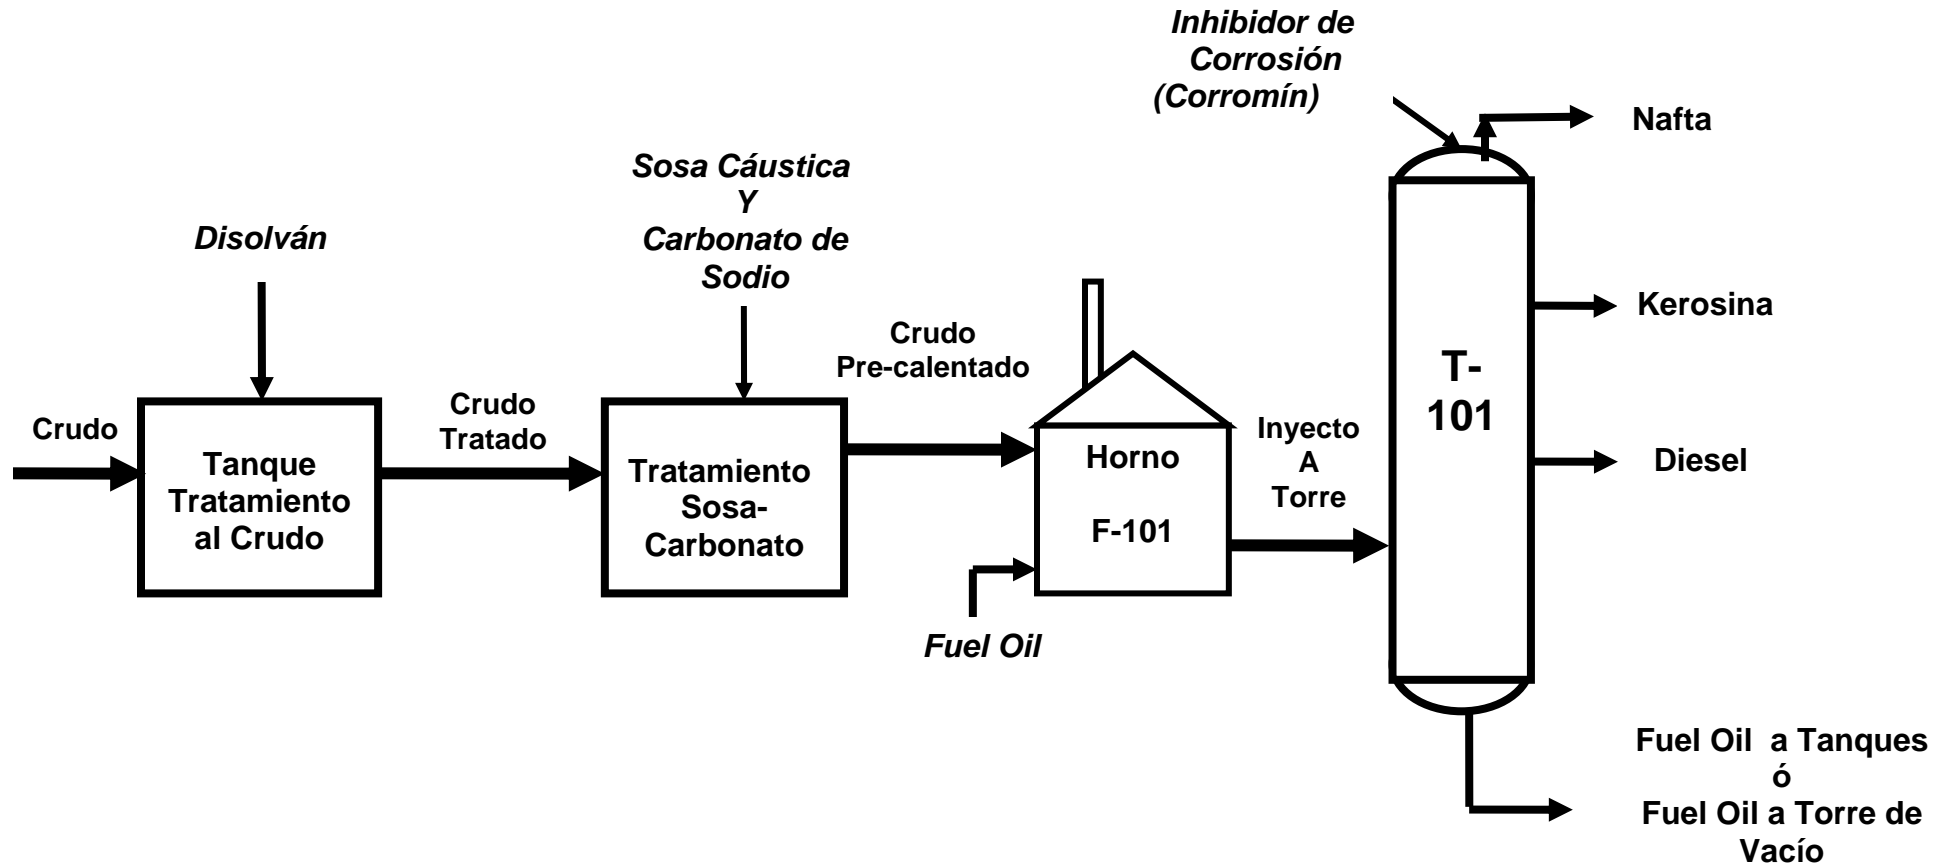 Inhibidor de
Corrosión
(Corromín)
Nafta
Sosa Cáustica
Y
Carbonato de
Sodio
Disolván
Kerosina
Crudo
Pre-calentado
T-
101
Crudo
Crudo
Tratado
Tanque
Tratamiento
al Crudo
Tratamiento
Sosa-
Carbonato
Horno
F-101
Inyecto
A
Torre
Diesel
Fuel Oil
Fuel Oil a Tanques
ó
Fuel Oil a Torre de
Vacío